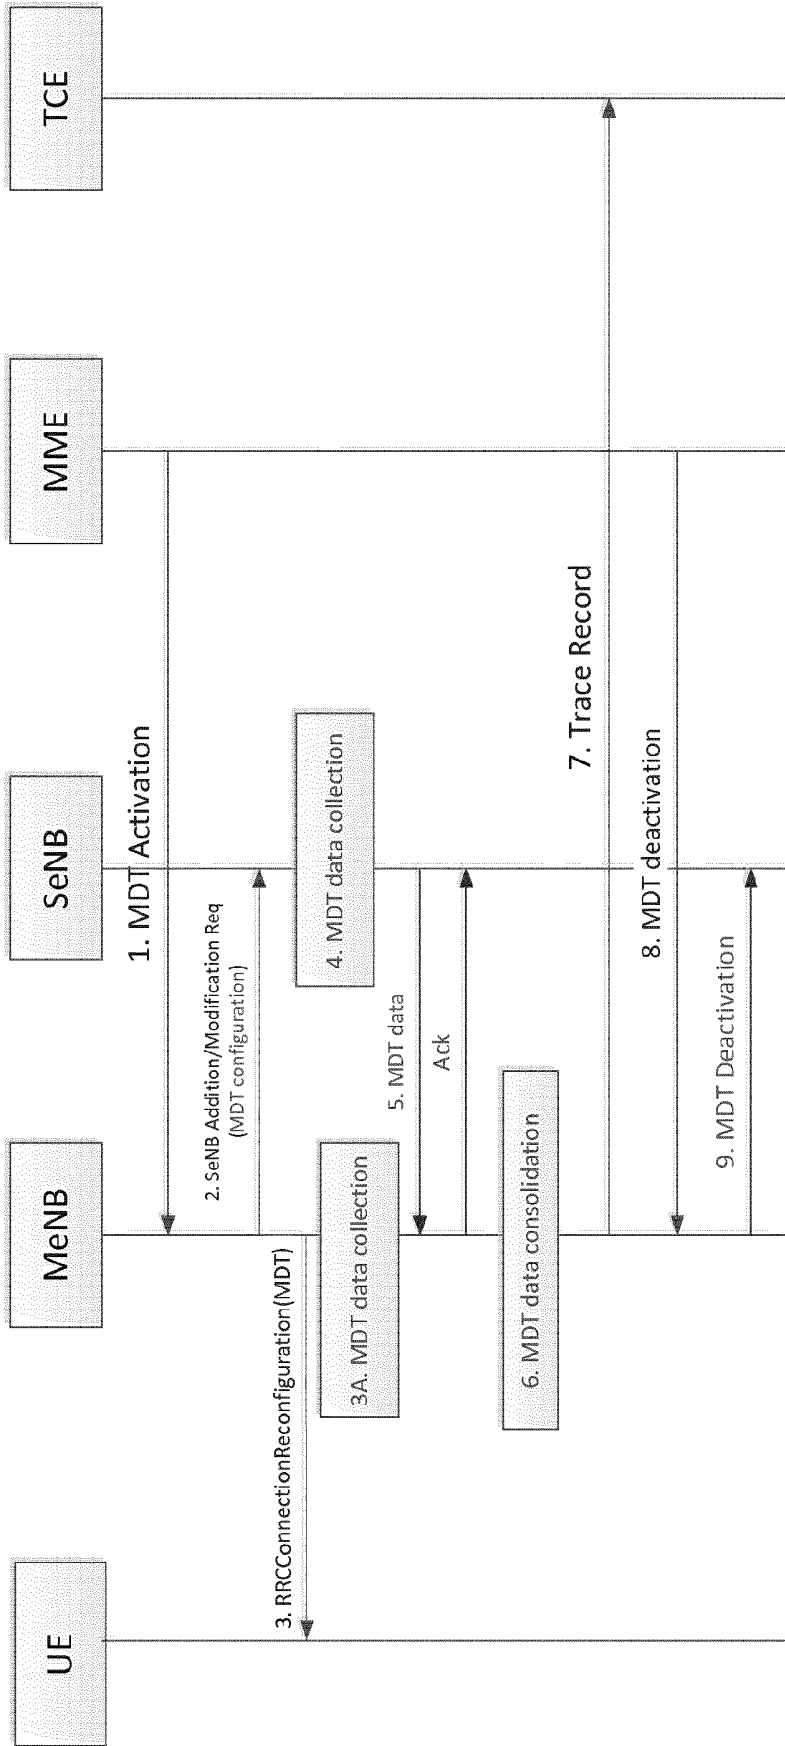 UE
MeNB
SeNB
MME
TCE
1. MDT Activation
2. SeNB Addition/Modification Req
(MDT configuration)
3. RRCConnectionReconfiguration(MDT)
3A. MDT data collection
4. MDT data collection
5. MDT data
Ack
6. MDT data consolidation
7. Trace Record
8. MDT deactivation
9. MDT Deactivation